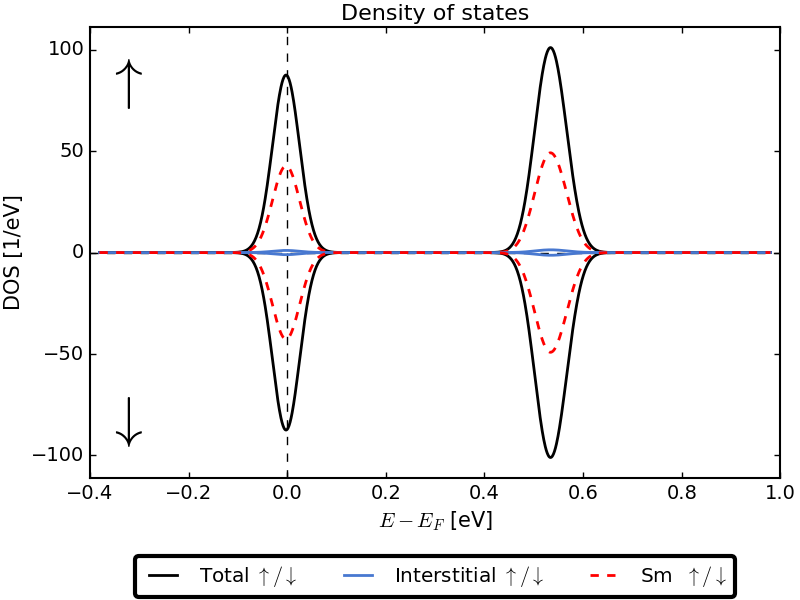 Density of states
DOS [1/eV]
100
50
0
−50
−100
↑
↓
−0.4 −0.2 0.0 0.2 0.4 0.6 0.8 1.0
E − E_F [eV]
Total ↑/↓ Interstitial ↑/↓ Sm ↑/↓